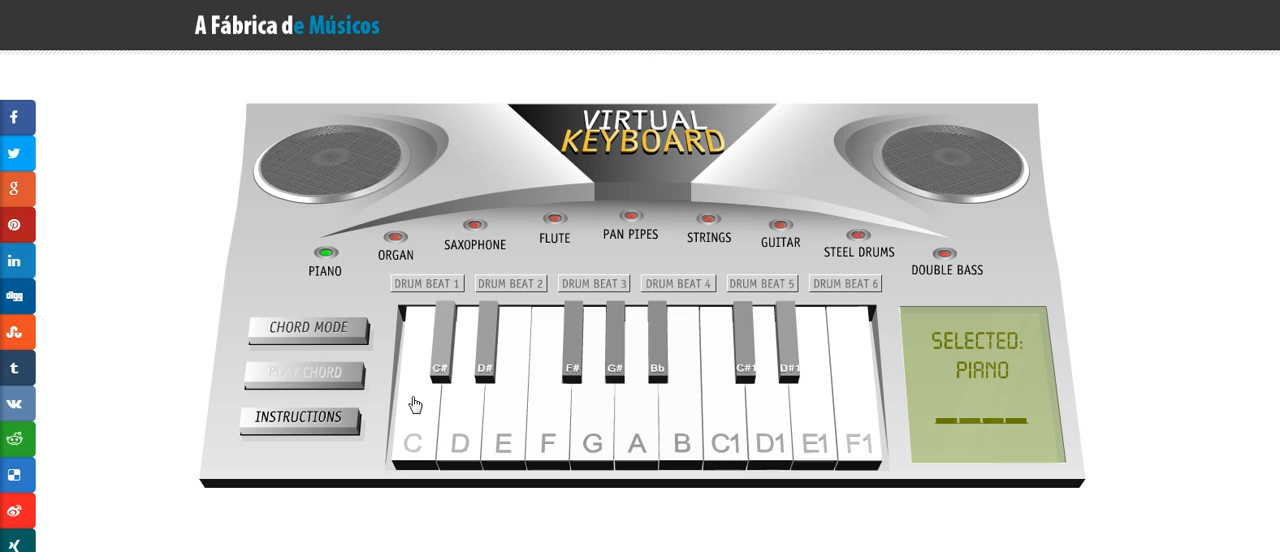 A Fábrica de Músicos
VIRTUAL
KEYBOARD
PIANO
ORGAN
SAXOPHONE
FLUTE
PAN PIPES
STRINGS
GUITAR
STEEL DRUMS
DOUBLE BASS
DRUM BEAT 1 DRUM BEAT 2 DRUM BEAT 3 DRUM BEAT 4 DRUM BEAT 5 DRUM BEAT 6
CHORD MODE
PLAY CHORD
INSTRUCTIONS
C# D# F# G# Bb C#1 D#1
C D E F G A B C1 D1 E1 F1
SELECTED:
PIANO